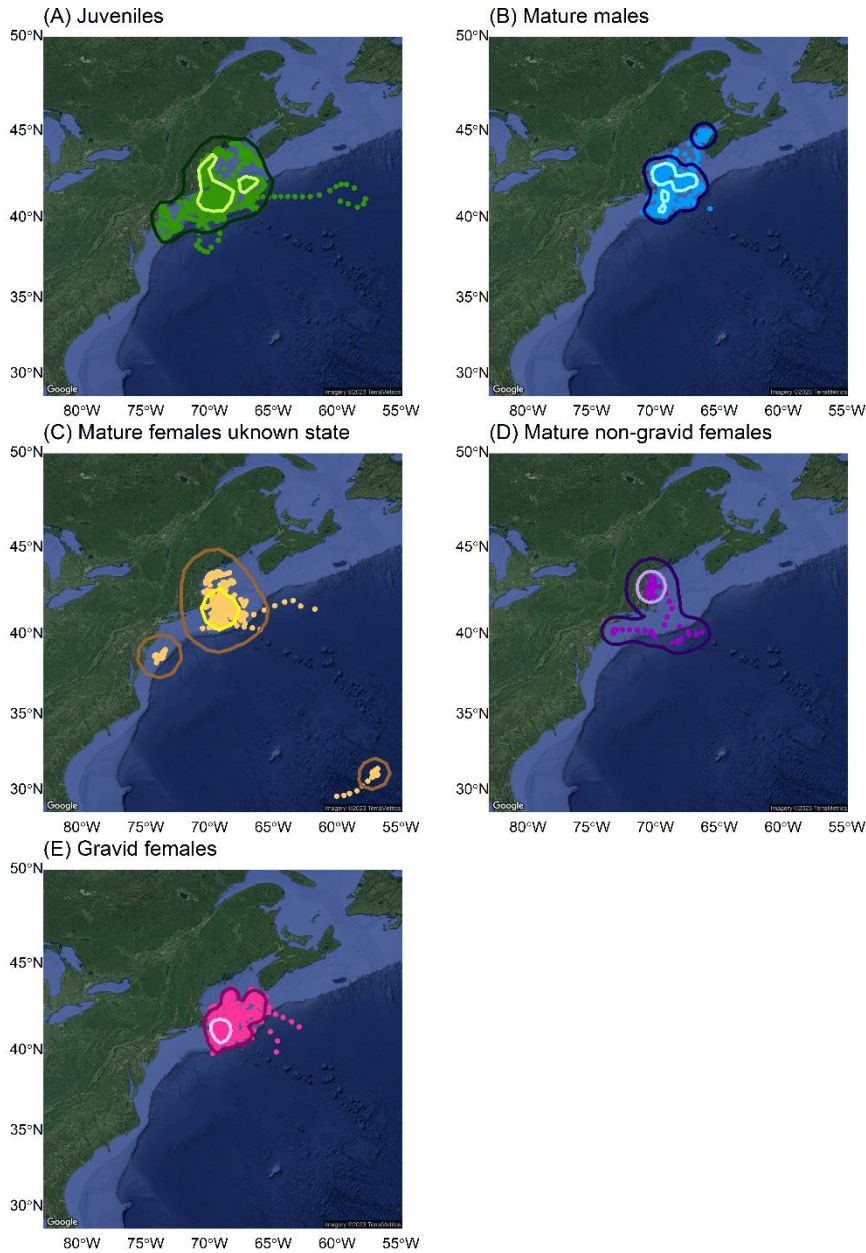 (A) Juveniles
(B) Mature males
50°N
45°N
40°N
35°N
30°N
Google
Imagery ©2023 TerraMetrics
80°W 75°W 70°W 65°W 60°W 55°W
50°N
45°N
40°N
35°N
30°N
Google
Imagery ©2023 TerraMetrics
80°W 75°W 70°W 65°W 60°W 55°W
(C) Mature females uknown state
(D) Mature non-gravid females
50°N
45°N
40°N
35°N
30°N
Google
Imagery ©2023 TerraMetrics
80°W 75°W 70°W 65°W 60°W 55°W
50°N
45°N
40°N
35°N
30°N
Google
Imagery ©2023 TerraMetrics
80°W 75°W 70°W 65°W 60°W 55°W
(E) Gravid females
50°N
45°N
40°N
35°N
30°N
Google
Imagery ©2023 TerraMetrics
80°W 75°W 70°W 65°W 60°W 55°W